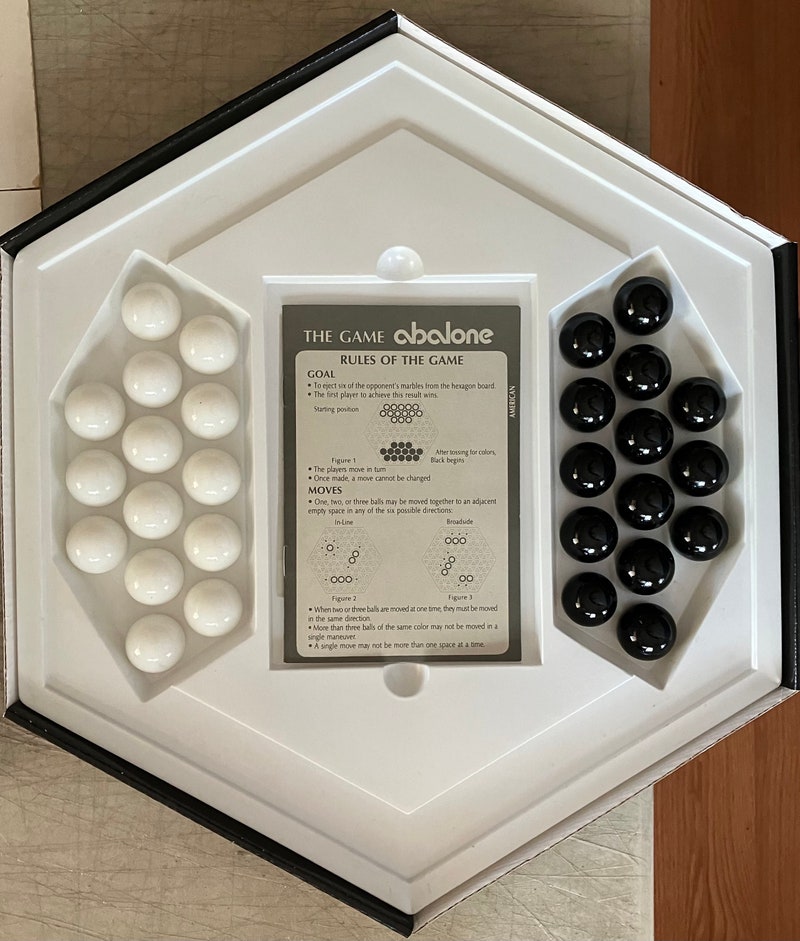 THE GAME abalone
RULES OF THE GAME
GOAL
• To eject six of the opponent's marbles from the hexagon board.
• The first player to achieve this result wins.
AMERICAN
Starting position
Figure 1
After tossing for colors,
Black begins
• The players move in turn
• Once made, a move cannot be changed
MOVES
• One, two, or three balls may be moved together to an adjacent
empty space in any of the six possible directions:
In-Line
Broadside
Figure 2
Figure 3
• When two or three balls are moved at one time, they must be moved
in the same direction.
• More than three balls of the same color may not be moved in a
single maneuver.
• A single move may not be more than one space at a time.